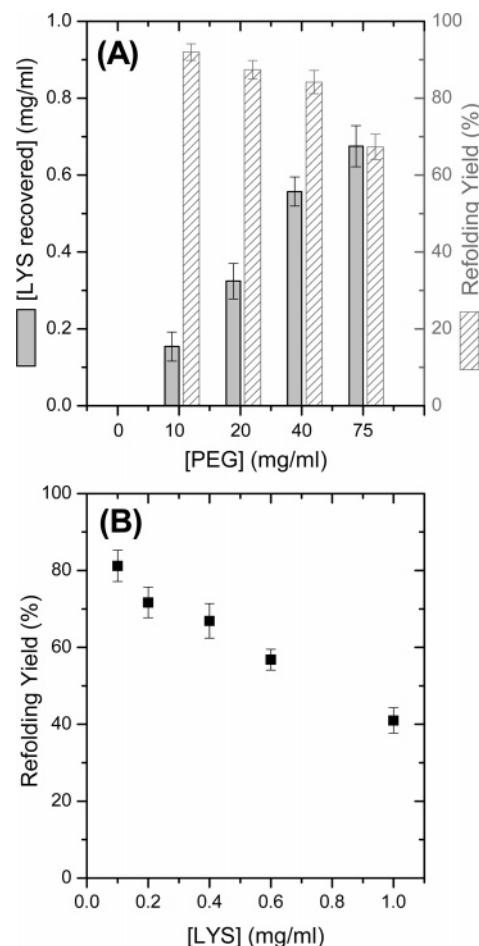 (A)
1.0
0.8
0.6
0.4
0.2
0.0
[LYS recovered] (mg/ml)
100
80
60
40
20
0
Refolding Yield (%)
0 10 20 40 75
[PEG] (mg/ml)
(B)
100
80
60
40
20
0
Refolding Yield (%)
0.0 0.2 0.4 0.6 0.8 1.0
[LYS] (mg/ml)